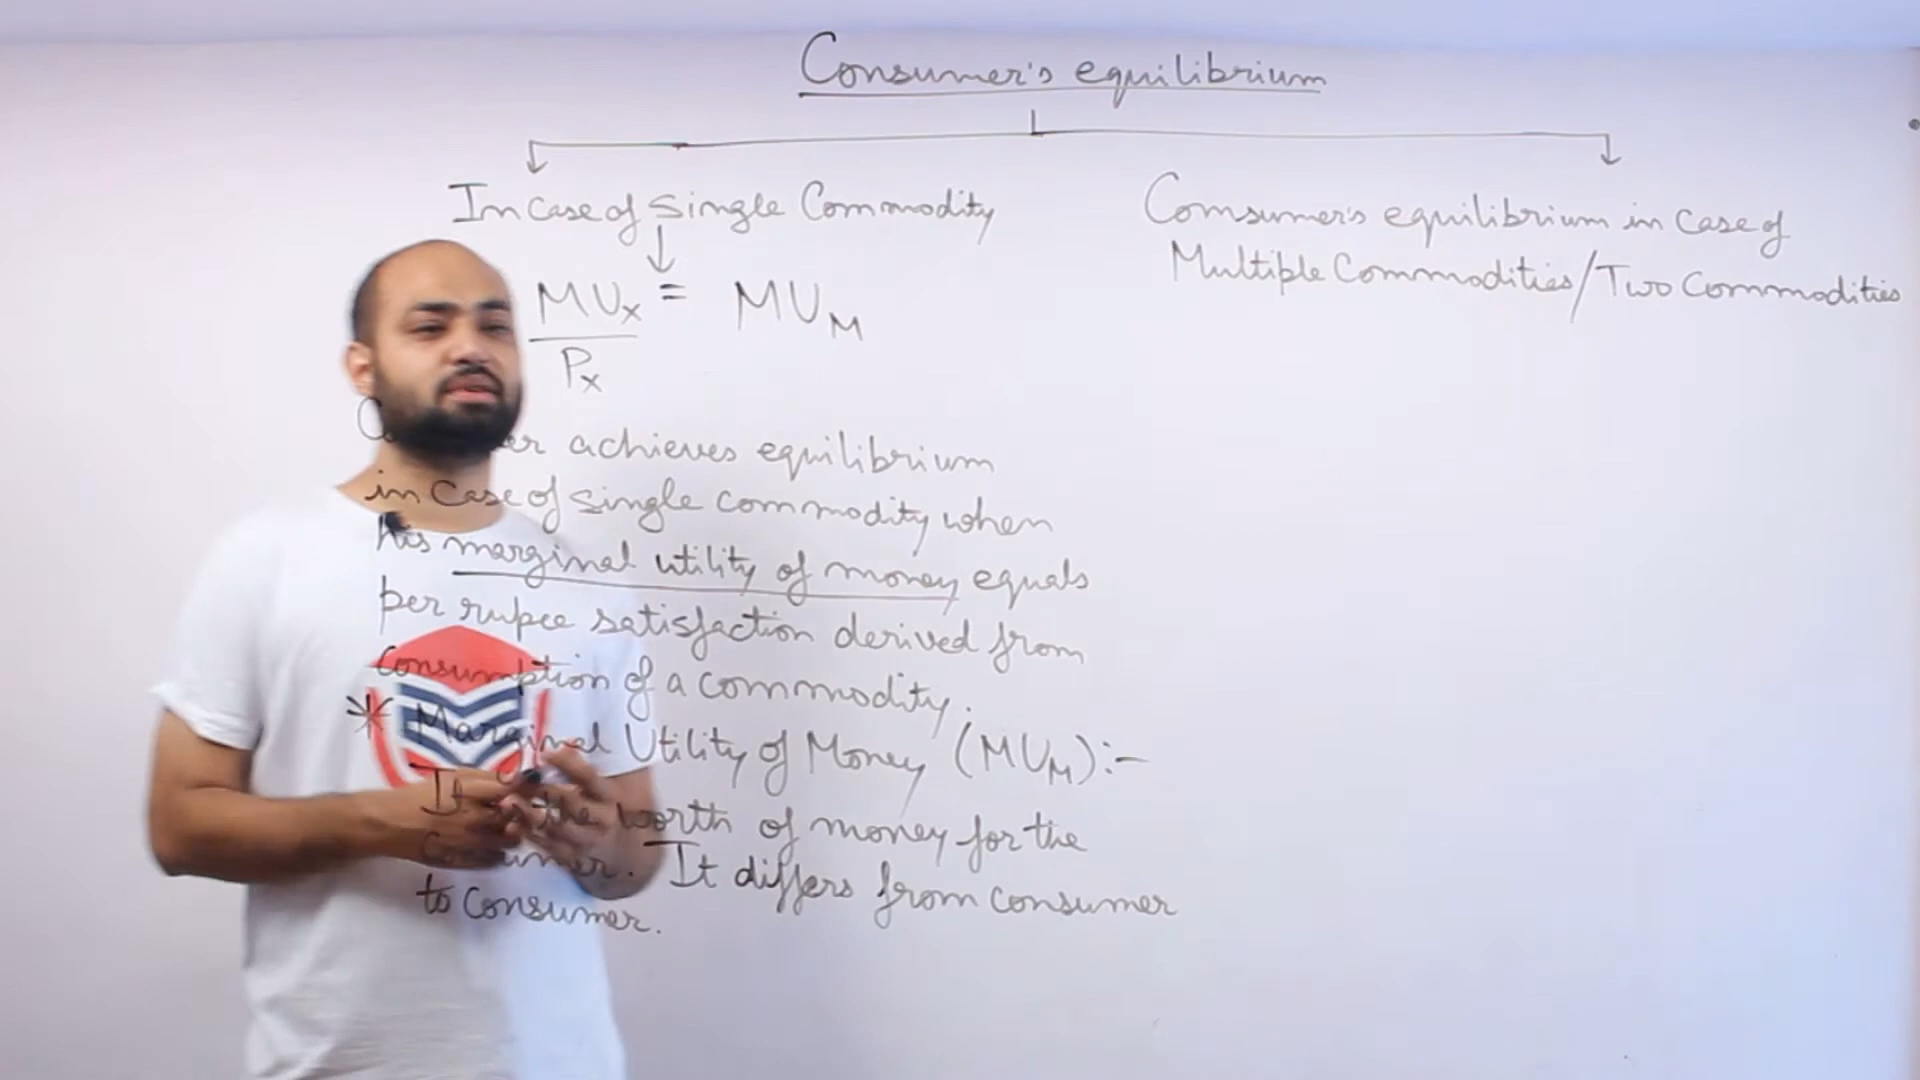 Consumer's equilibrium
In case of Single Commodity
MUx = MUM
Px
er achieves equilibrium
in case of single commodity when
his marginal utility of money equals
per rupee satisfaction derived from
consumption of a commodity.
* Marginal Utility of Money (MUM):-
It is the worth of money for the
Consumer. It differs from consumer
to consumer.
Consumer's equilibrium in case of
Multiple Commodities/Two Commodities